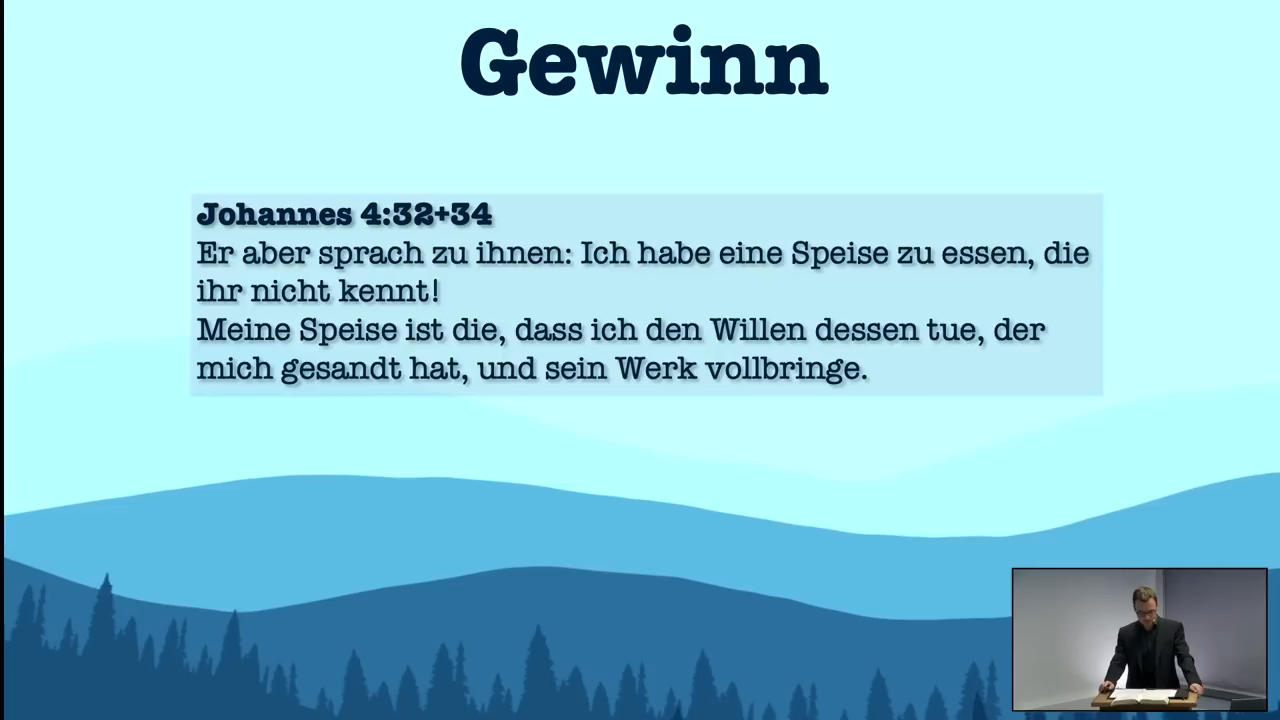 Gewinn
Johannes 4:32+34
Er aber sprach zu ihnen: Ich habe eine Speise zu essen, die
ihr nicht kennt!
Meine Speise ist die, dass ich den Willen dessen tue, der
mich gesandt hat, und sein Werk vollbringe.